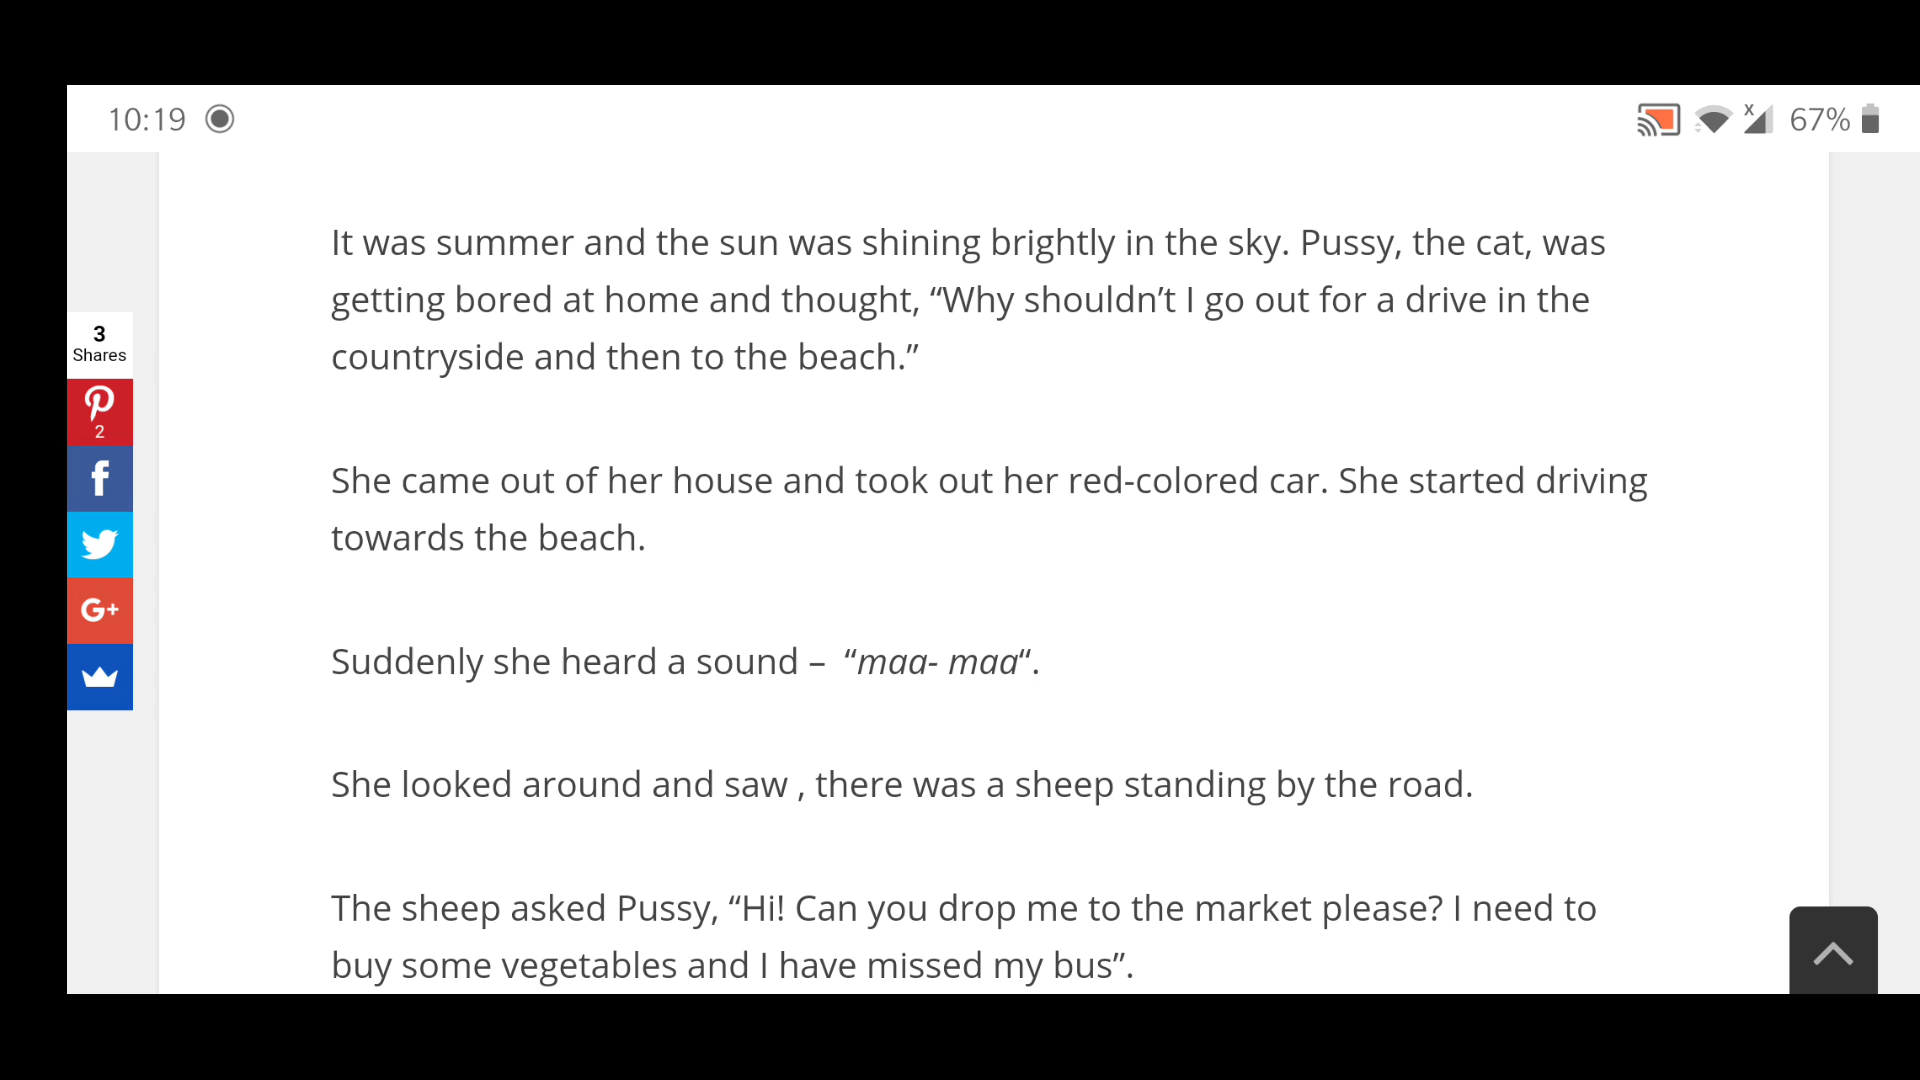 10:19
x
67%
It was summer and the sun was shining brightly in the sky. Pussy, the cat, was
getting bored at home and thought, “Why shouldn’t I go out for a drive in the
countryside and then to the beach.”
3
Shares
2
f
G+
She came out of her house and took out her red-colored car. She started driving
towards the beach.
Suddenly she heard a sound – “maa- maa“.
She looked around and saw , there was a sheep standing by the road.
The sheep asked Pussy, “Hi! Can you drop me to the market please? I need to
buy some vegetables and I have missed my bus”.